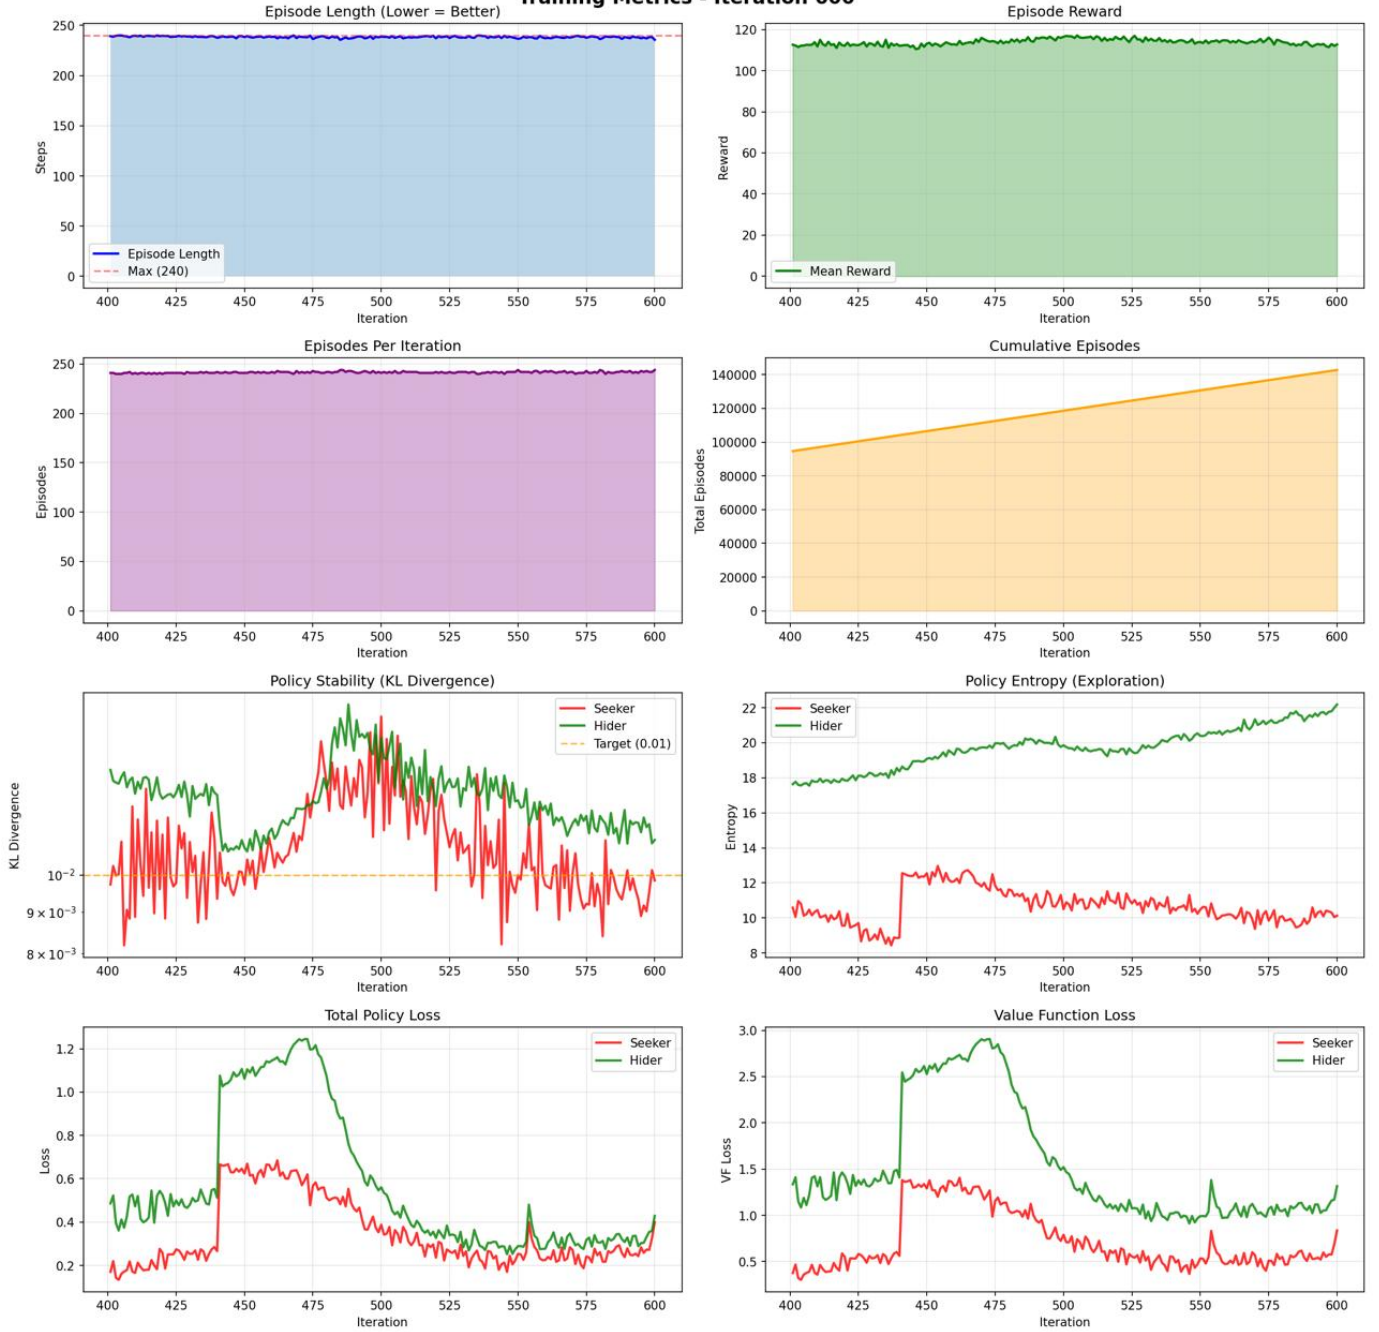 Training Metrics - Iteration 600
Episode Length (Lower = Better)
250
200
150
100
50
0
Steps
Episode Length
Max (240)
400 425 450 475 500 525 550 575 600
Iteration
Episode Reward
120
100
80
60
40
20
0
Reward
Mean Reward
400 425 450 475 500 525 550 575 600
Iteration
Episodes Per Iteration
250
200
150
100
50
0
Episodes
400 425 450 475 500 525 550 575 600
Iteration
Cumulative Episodes
140000
120000
100000
80000
60000
40000
20000
0
Total Episodes
400 425 450 475 500 525 550 575 600
Iteration
Policy Stability (KL Divergence)
Seeker
Hider
Target (0.01)
KL Divergence
10⁻²
9 × 10⁻³
8 × 10⁻³
400 425 450 475 500 525 550 575 600
Iteration
Policy Entropy (Exploration)
Seeker
Hider
22
20
18
16
14
12
10
8
Entropy
400 425 450 475 500 525 550 575 600
Iteration
Total Policy Loss
Seeker
Hider
1.2
1.0
0.8
0.6
0.4
0.2
Loss
400 425 450 475 500 525 550 575 600
Iteration
Value Function Loss
Seeker
Hider
3.0
2.5
2.0
1.5
1.0
0.5
VF Loss
400 425 450 475 500 525 550 575 600
Iteration